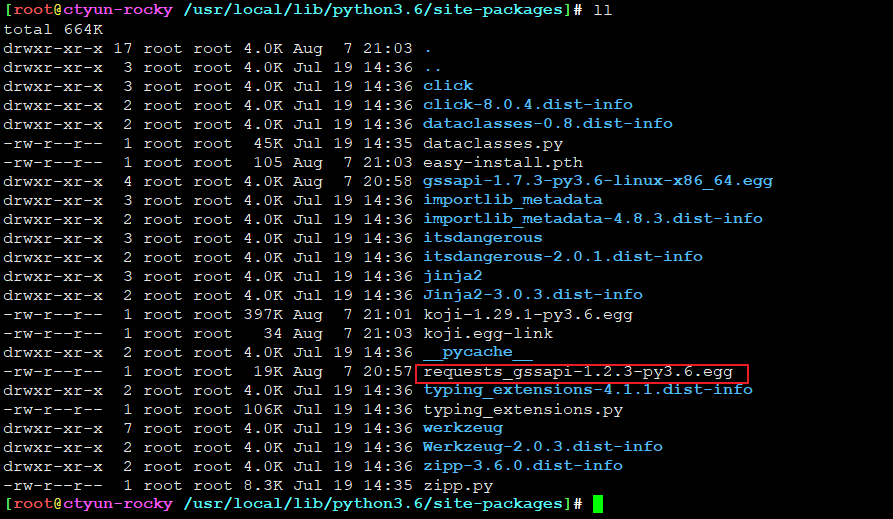 [root@ctyun-rocky /usr/local/lib/python3.6/site-packages]# ll
total 664K
drwxr-xr-x 17 root root 4.0K Aug  7 21:03 .
drwxr-xr-x  3 root root 4.0K Jul 19 14:36 ..
drwxr-xr-x  3 root root 4.0K Jul 19 14:36 click
drwxr-xr-x  2 root root 4.0K Jul 19 14:36 click-8.0.4.dist-info
drwxr-xr-x  2 root root 4.0K Jul 19 14:36 dataclasses-0.8.dist-info
-rw-r--r--  1 root root  45K Jul 19 14:35 dataclasses.py
-rw-r--r--  1 root root  105 Aug  7 21:03 easy-install.pth
drwxr-xr-x  4 root root 4.0K Aug  7 20:58 gssapi-1.7.3-py3.6-linux-x86_64.egg
drwxr-xr-x  3 root root 4.0K Jul 19 14:36 importlib_metadata
drwxr-xr-x  2 root root 4.0K Jul 19 14:36 importlib_metadata-4.8.3.dist-info
drwxr-xr-x  3 root root 4.0K Jul 19 14:36 itsdangerous
drwxr-xr-x  2 root root 4.0K Jul 19 14:36 itsdangerous-2.0.1.dist-info
drwxr-xr-x  3 root root 4.0K Jul 19 14:36 jinja2
drwxr-xr-x  2 root root 4.0K Jul 19 14:36 Jinja2-3.0.3.dist-info
-rw-r--r--  1 root root 397K Aug  7 21:01 koji-1.29.1-py3.6.egg
-rw-r--r--  1 root root   34 Aug  7 21:03 koji.egg-link
drwxr-xr-x  2 root root 4.0K Jul 19 14:36 __pycache__
-rw-r--r--  1 root root  19K Aug  7 20:57 requests_gssapi-1.2.3-py3.6.egg
drwxr-xr-x  2 root root 4.0K Jul 19 14:36 typing_extensions-4.1.1.dist-info
-rw-r--r--  1 root root 106K Jul 19 14:36 typing_extensions.py
drwxr-xr-x  7 root root 4.0K Jul 19 14:36 werkzeug
drwxr-xr-x  2 root root 4.0K Jul 19 14:36 Werkzeug-2.0.3.dist-info
drwxr-xr-x  2 root root 4.0K Jul 19 14:36 zipp-3.6.0.dist-info
-rw-r--r--  1 root root 8.3K Jul 19 14:35 zipp.py
[root@ctyun-rocky /usr/local/lib/python3.6/site-packages]#